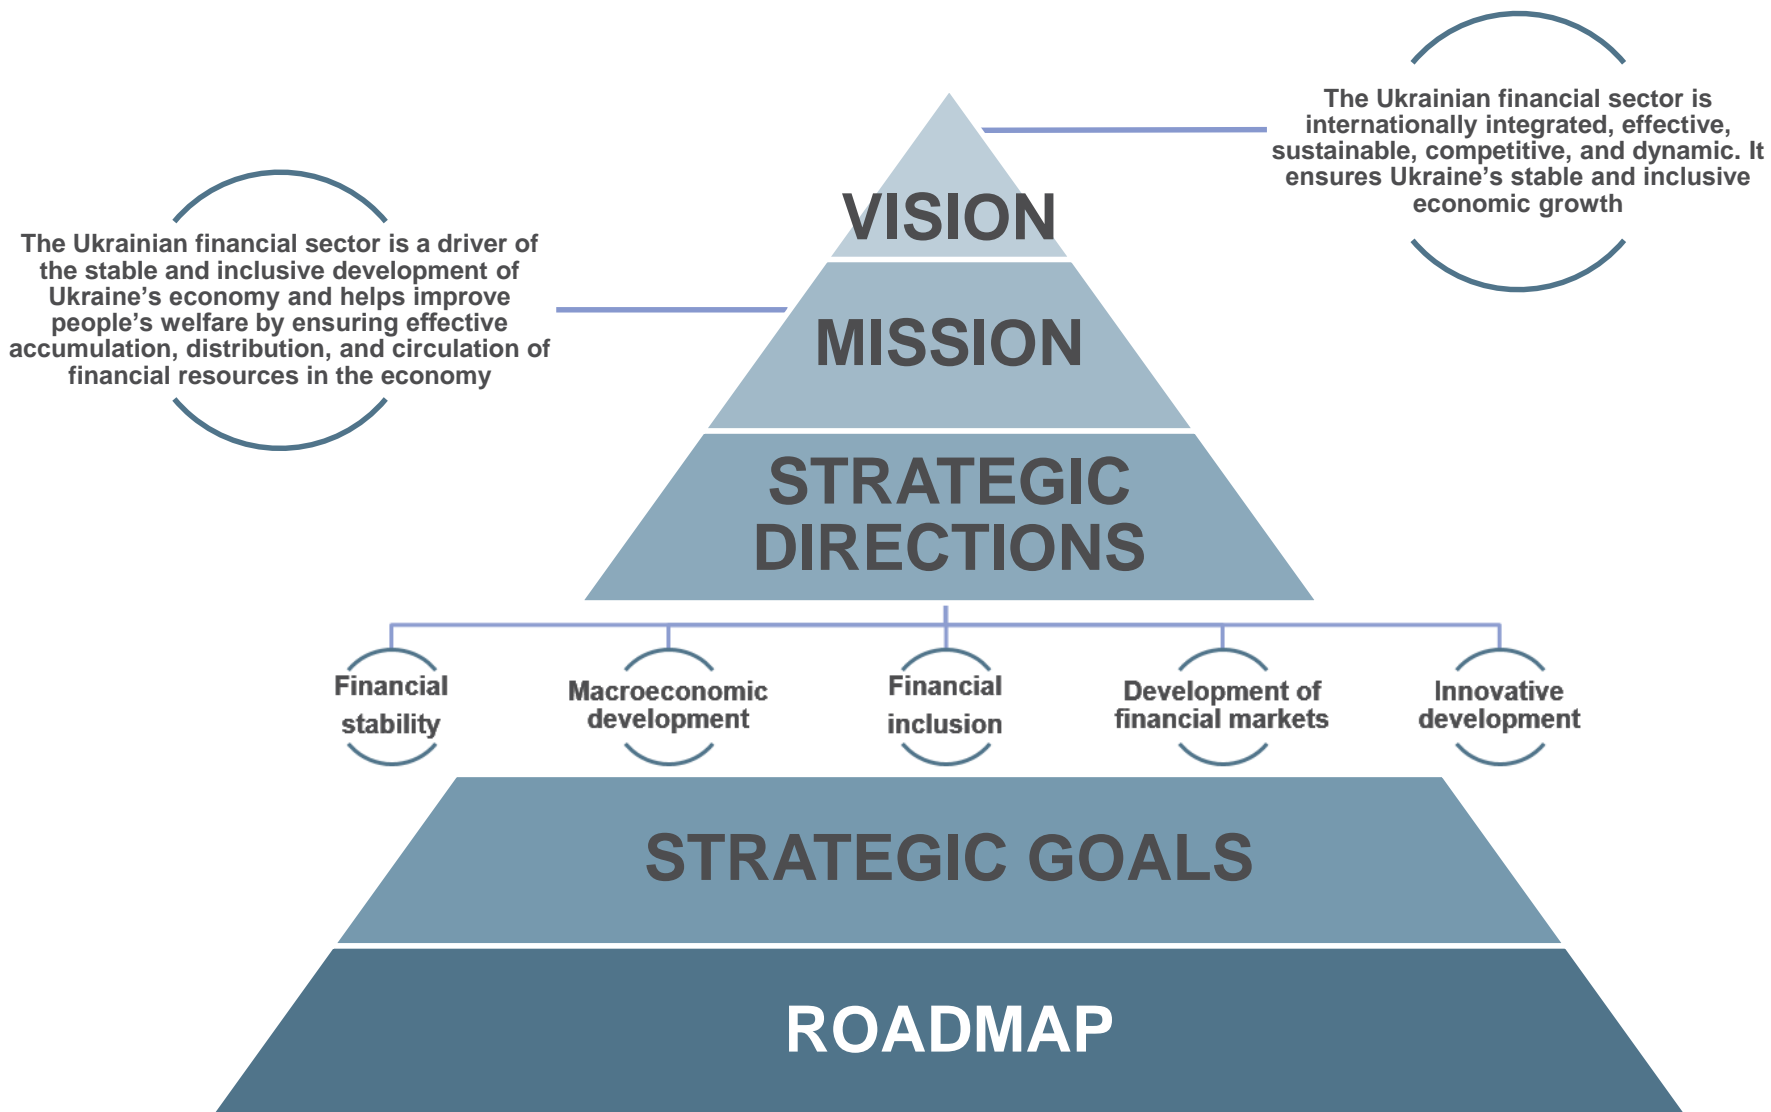 The Ukrainian financial sector is
internationally integrated, effective,
sustainable, competitive, and dynamic. It
ensures Ukraine’s stable and inclusive
economic growth
VISION
The Ukrainian financial sector is a driver of
the stable and inclusive development of
Ukraine’s economy and helps improve
people’s welfare by ensuring effective
accumulation, distribution, and circulation of
financial resources in the economy
MISSION
STRATEGIC
DIRECTIONS
Financial
stability
Macroeconomic
development
Financial
inclusion
Development of
financial markets
Innovative
development
STRATEGIC GOALS
ROADMAP